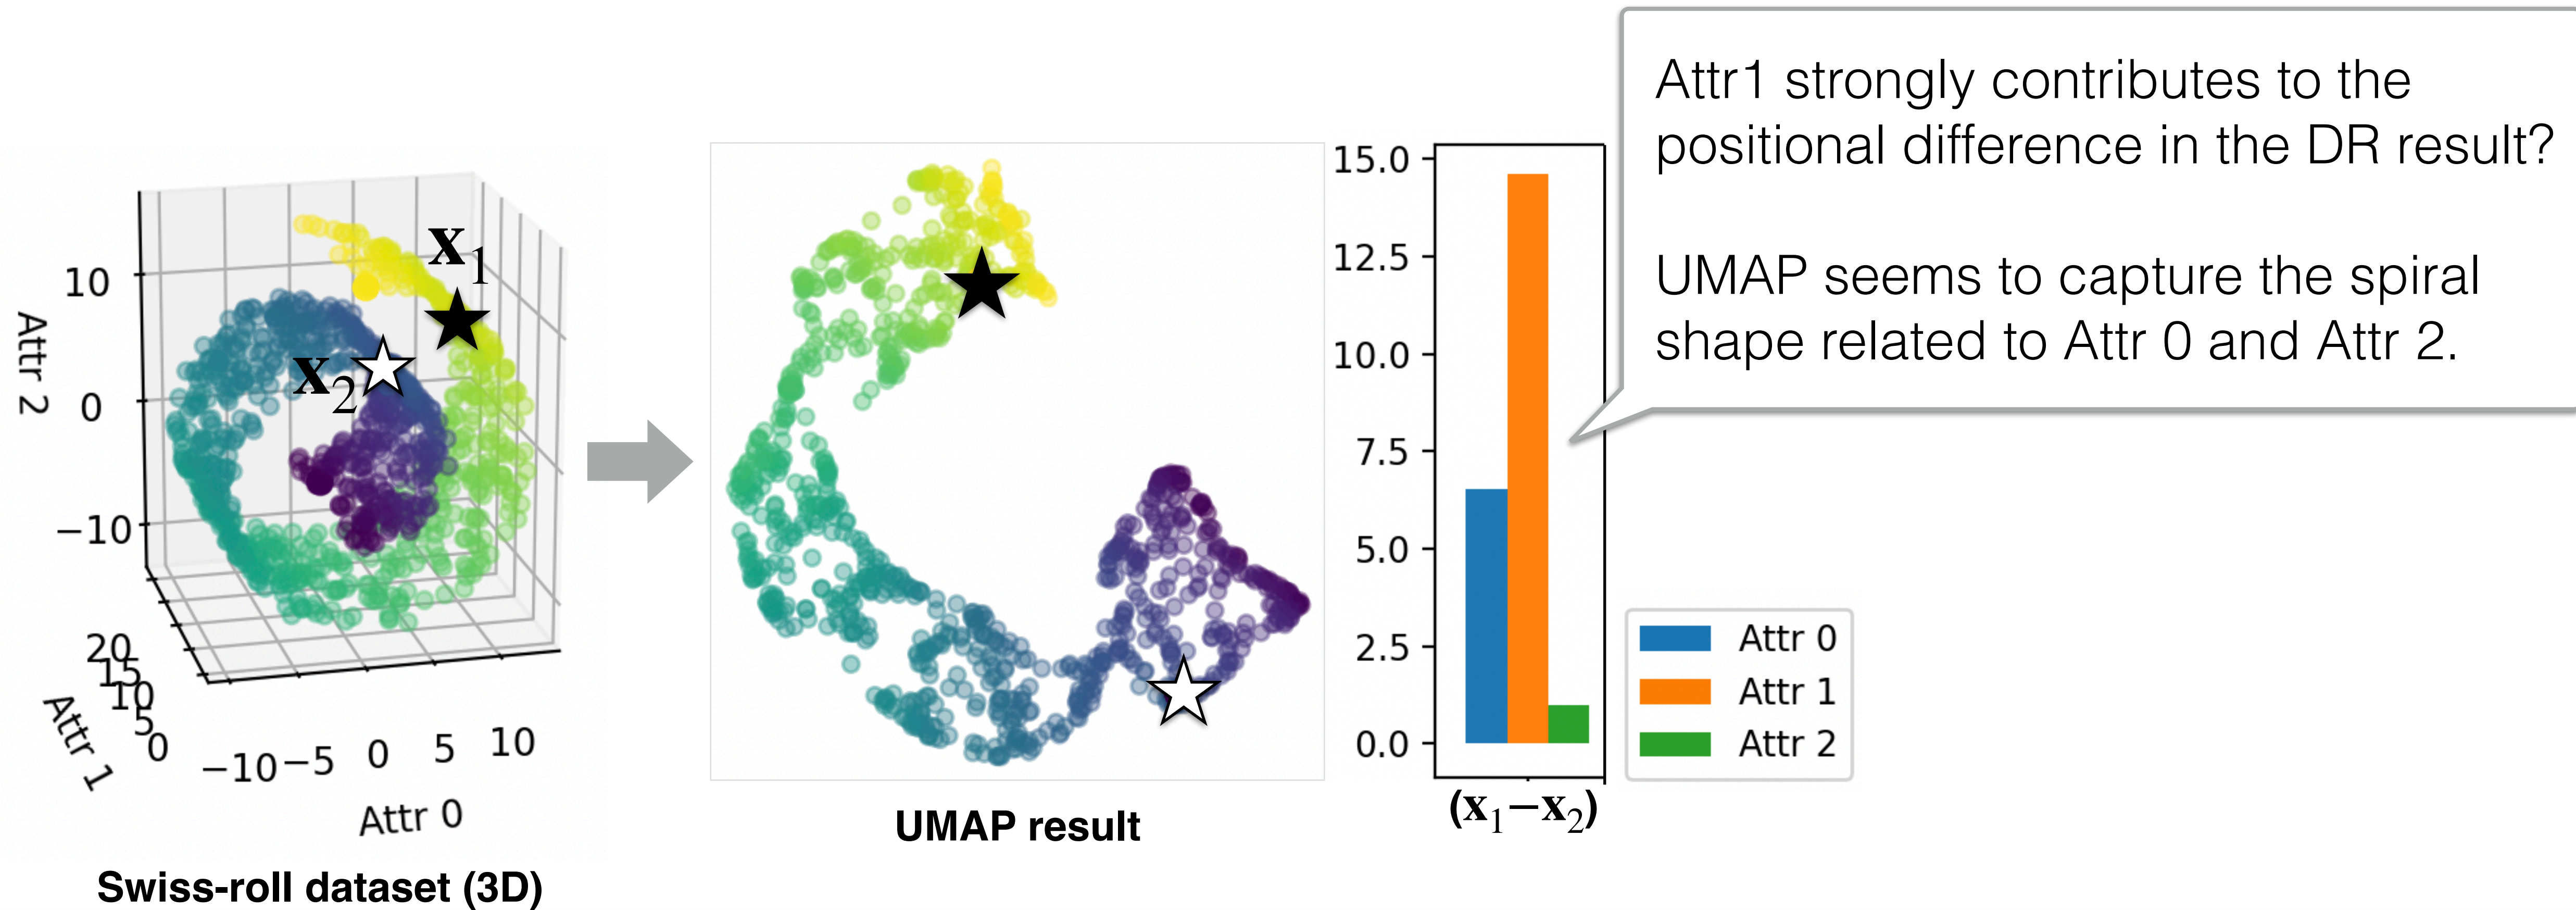 Attr1 strongly contributes to the
positional difference in the DR result?
UMAP seems to capture the spiral
shape related to Attr 0 and Attr 2.
x1
x2
Attr 2
10
0
−10
20
15
10
5
0
Attr 1
−10
−5
0
5
10
Attr 0
Swiss-roll dataset (3D)
UMAP result
15.0
12.5
10.0
7.5
5.0
2.5
0.0
(x1−x2)
Attr 0
Attr 1
Attr 2